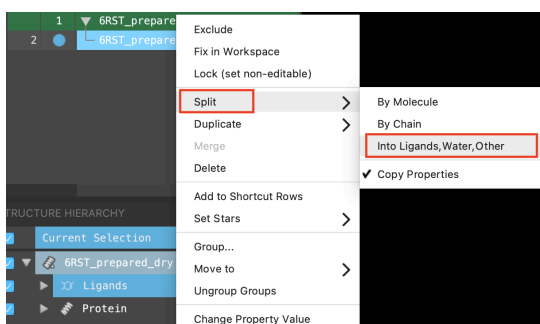 1 6RST_prepare
2 6RST_prepare
Exclude
Fix in Workspace
Lock (set non-editable)
Split
Duplicate
Merge
Delete
Add to Shortcut Rows
Set Stars
Group...
Move to
Ungroup Groups
Change Property Value
By Molecule
By Chain
Into Ligands,Water,Other
Copy Properties
TRUCTURE HIERARCHY
Current Selection
6RST_prepared_dry
Ligands
Protein